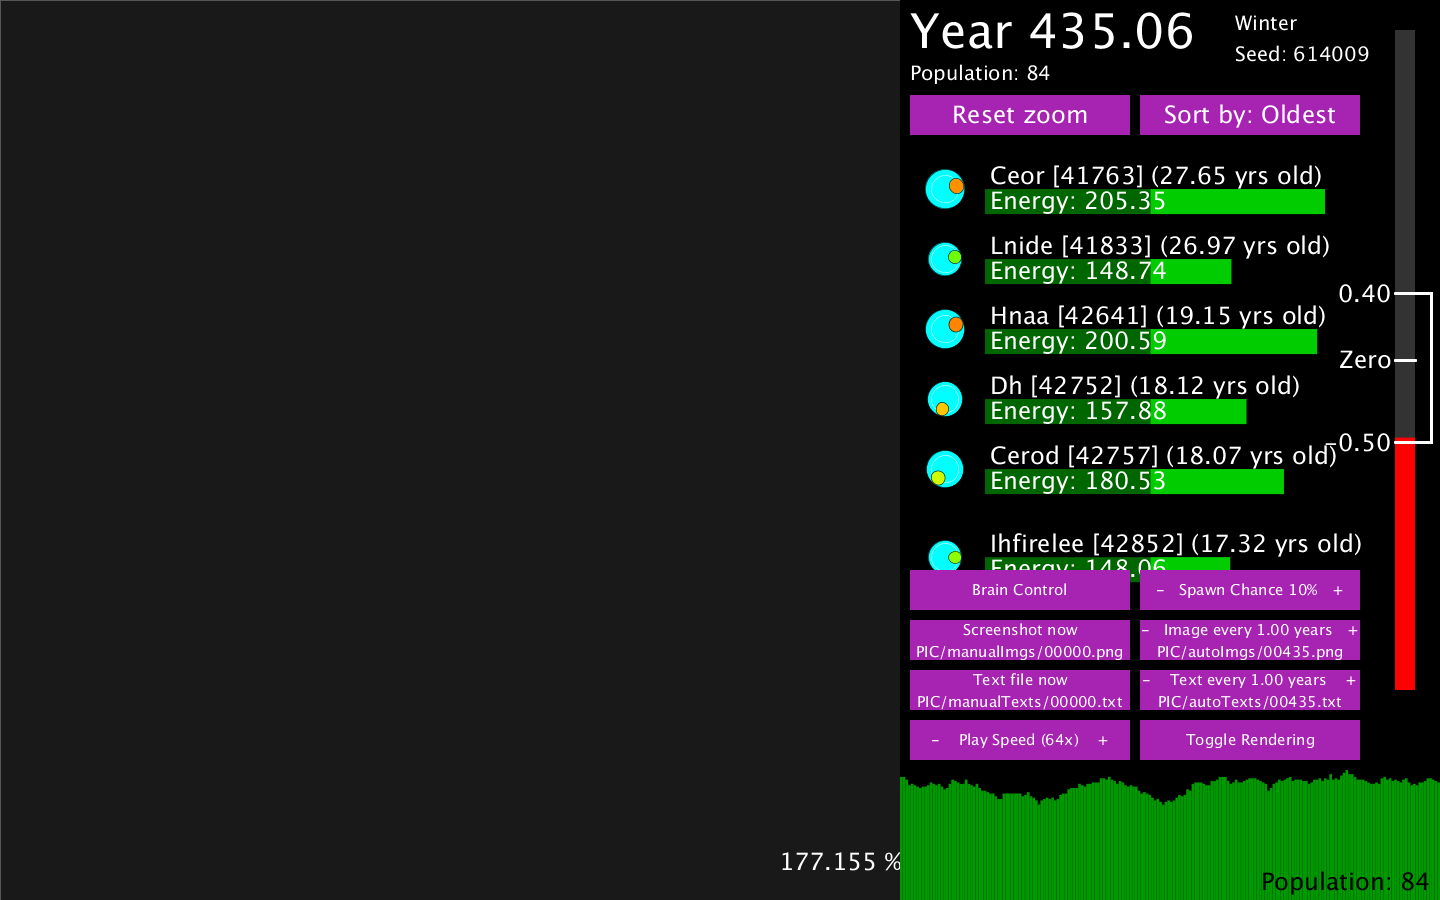 Year 435.06
Winter
Seed: 614009
Population: 84
Reset zoom
Sort by: Oldest
Ceor [41763] (27.65 yrs old)
Energy: 205.35
Lnide [41833] (26.97 yrs old)
Energy: 148.74
0.40
Hnaa [42641] (19.15 yrs old)
Energy: 200.59
Zero
Dh [42752] (18.12 yrs old)
Energy: 157.88
-0.50
Cerod [42757] (18.07 yrs old)
Energy: 180.53
Ihfirelee [42852] (17.32 yrs old)
Energy: 148.06
Brain Control
- Spawn Chance 10% +
Screenshot now
PIC/manualImgs/00000.png
- Image every 1.00 years +
PIC/autoImgs/00435.png
Text file now
PIC/manualTexts/00000.txt
- Text every 1.00 years +
PIC/autoTexts/00435.txt
- Play Speed (64x) +
Toggle Rendering
177.155 %
Population: 84